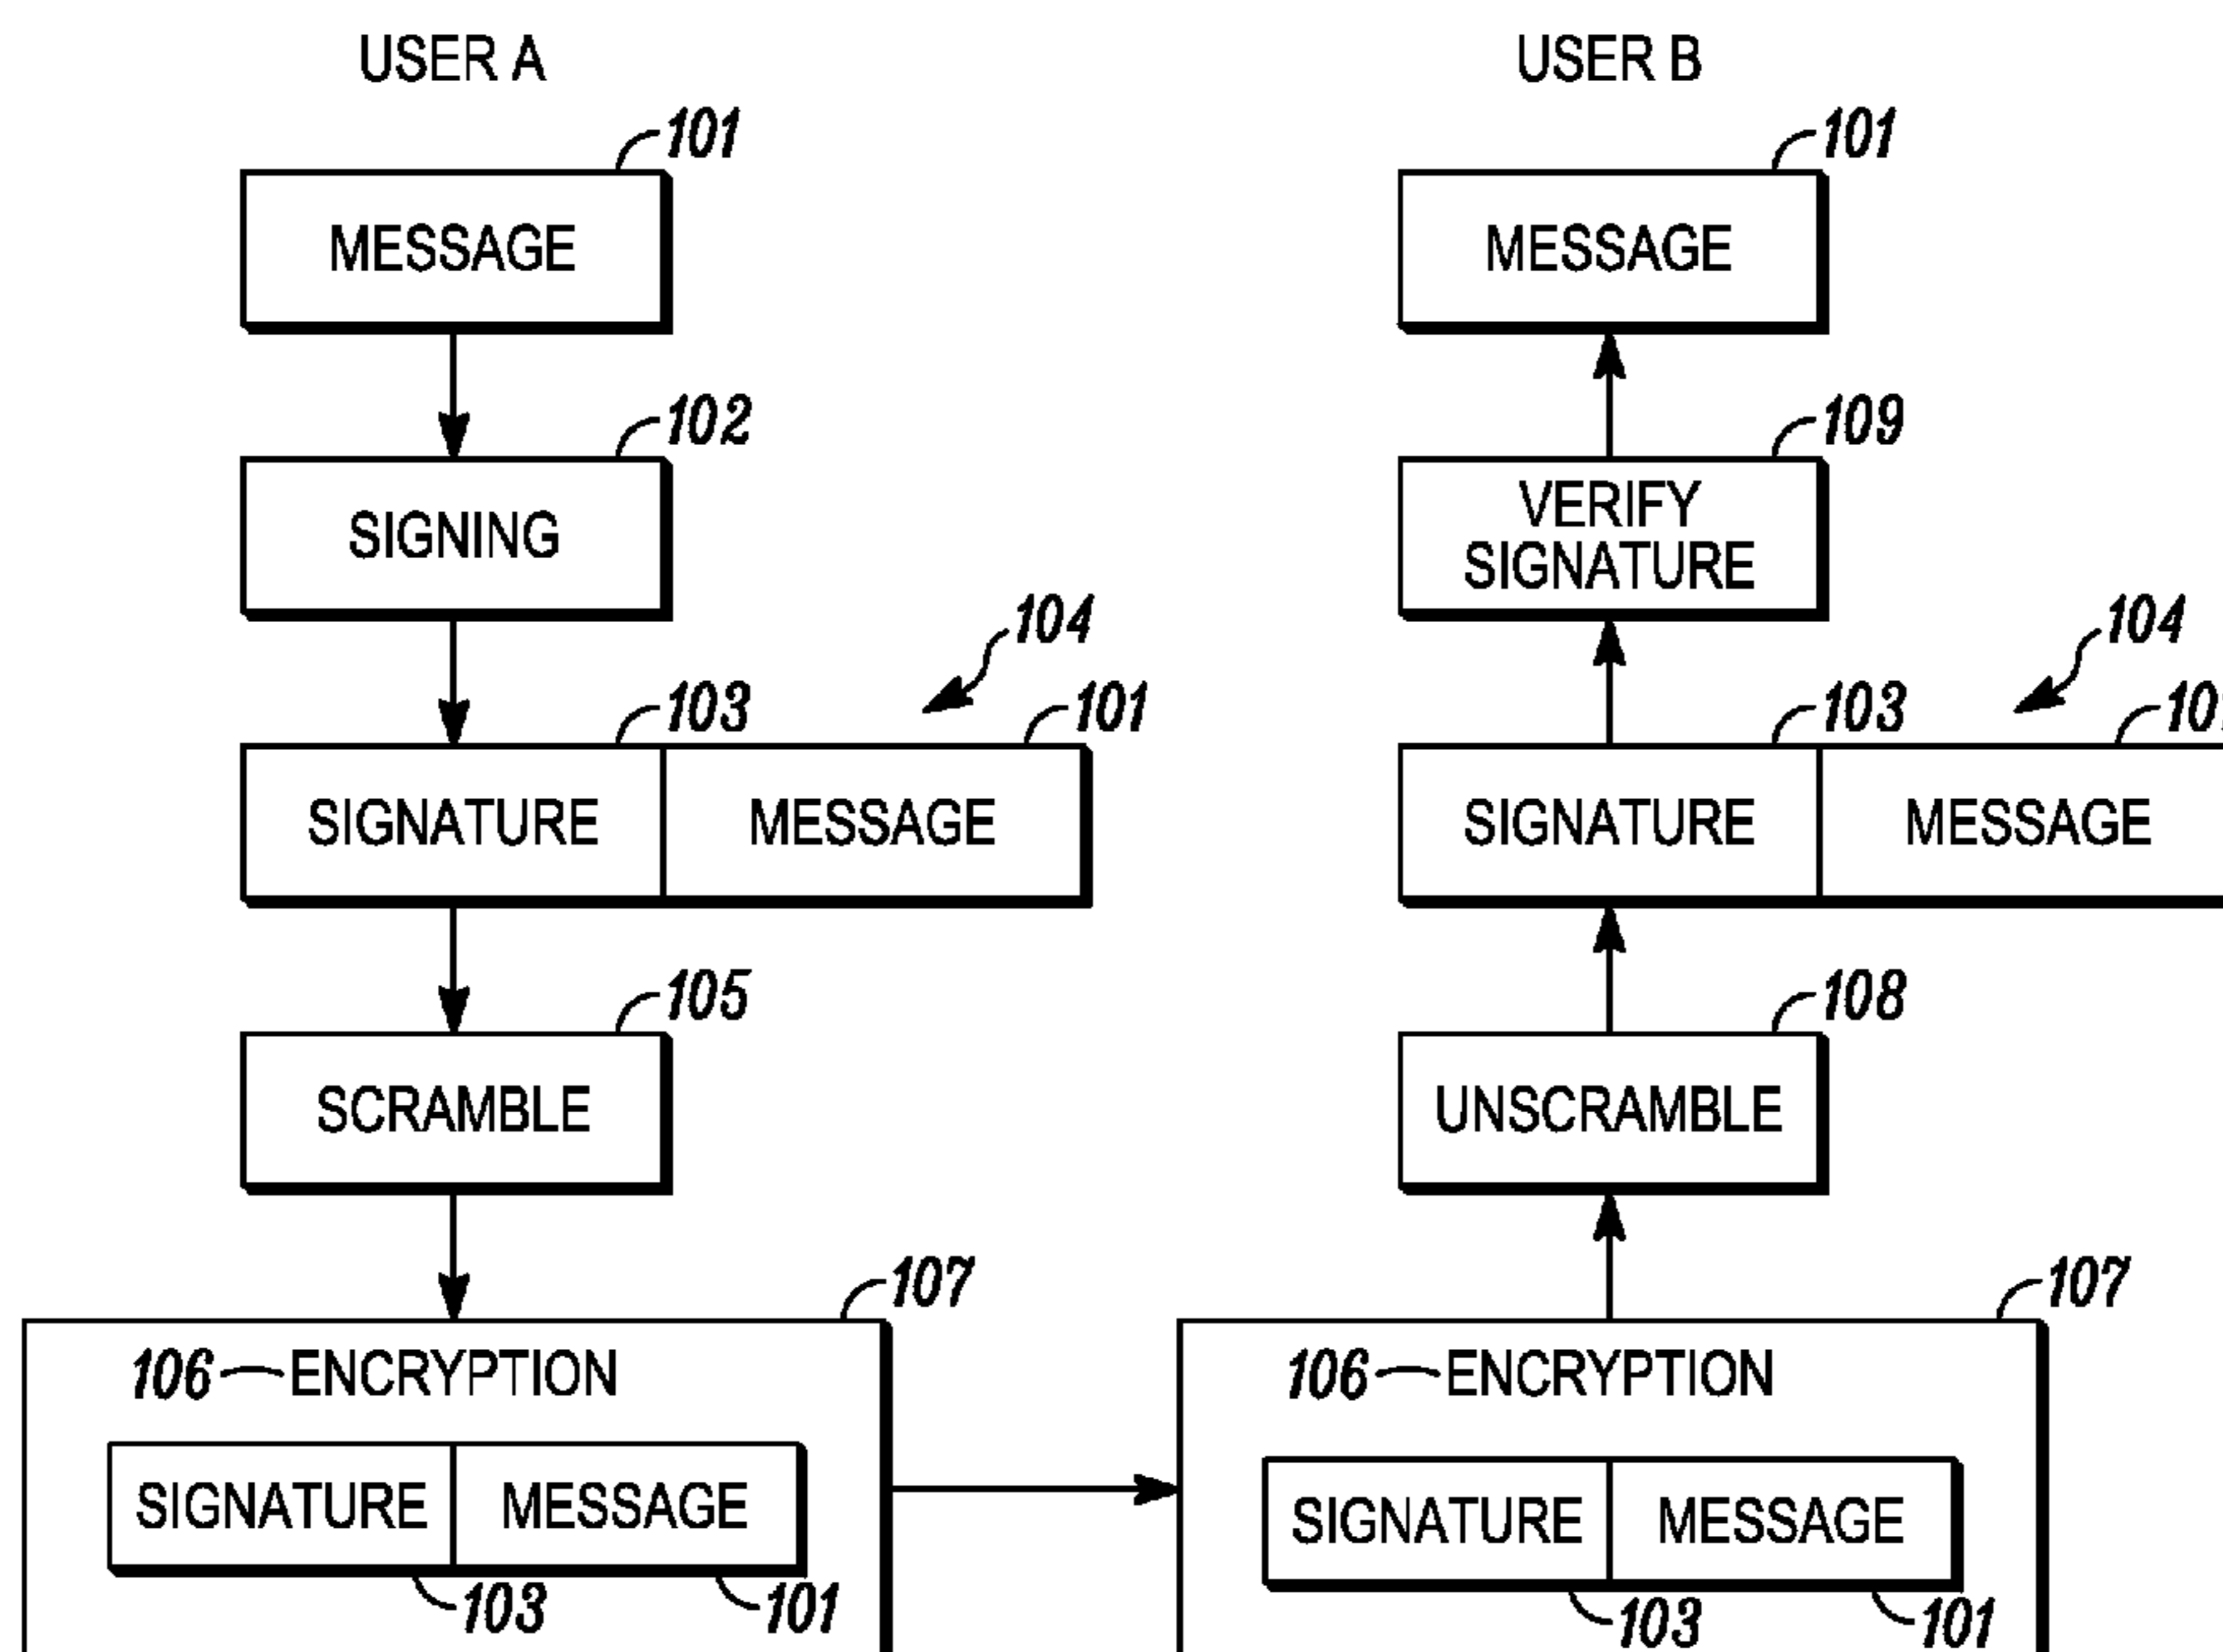 USER A
101
MESSAGE
102
SIGNING
104
103
101
SIGNATURE
MESSAGE
105
SCRAMBLE
107
106 ENCRYPTION
SIGNATURE
MESSAGE
103
101
USER B
101
MESSAGE
109
VERIFY
SIGNATURE
104
103
SIGNATURE
MESSAGE
108
UNSCRAMBLE
107
106 ENCRYPTION
SIGNATURE
MESSAGE
103
101